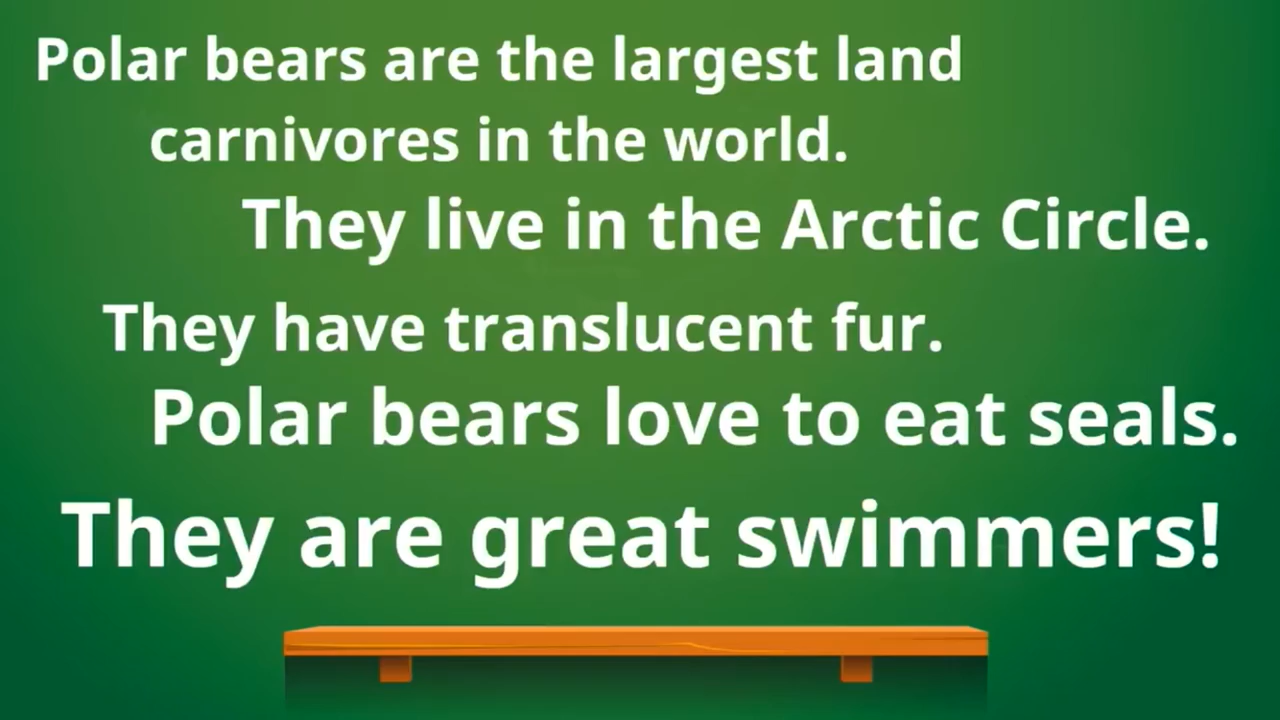 Polar bears are the largest land
carnivores in the world.
They live in the Arctic Circle.
They have translucent fur.
Polar bears love to eat seals.
They are great swimmers!